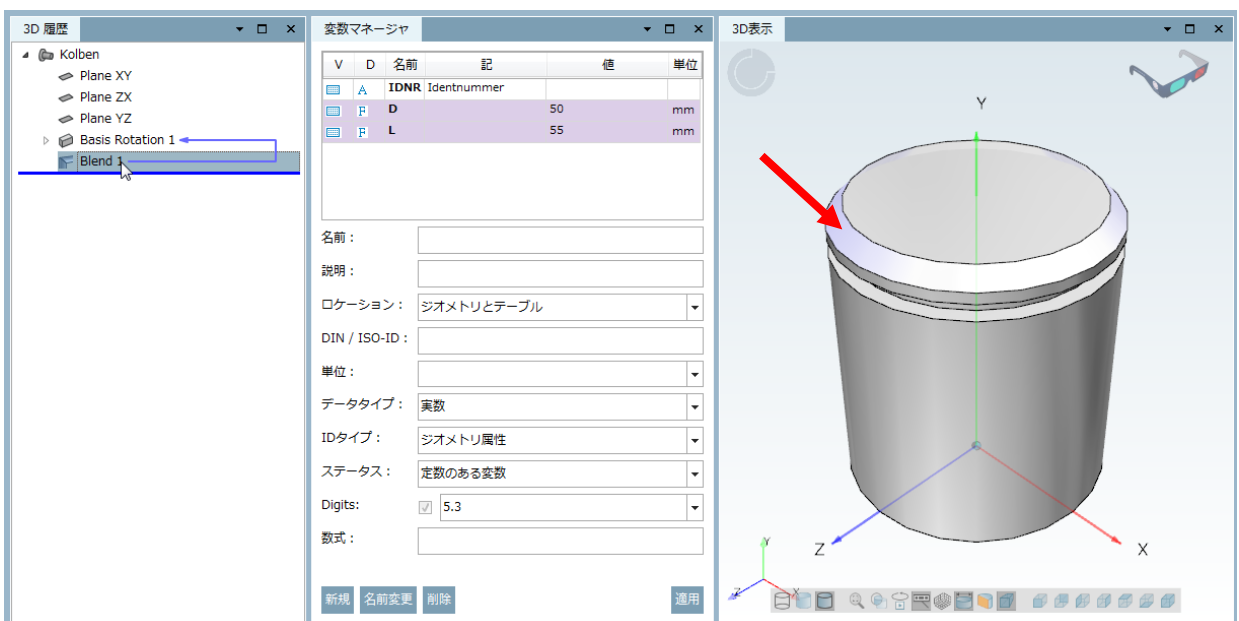 3D 履歴
Kolben
Plane XY
Plane ZX
Plane YZ
Basis Rotation 1
Blend 1
変数マネージャ
V D 名前 記 値 単位
A IDNR Identnummer
F D 50 mm
F L 55 mm
名前：
説明：
ロケーション： ジオメトリとテーブル
DIN / ISO-ID：
単位：
データタイプ： 実数
IDタイプ： ジオメトリ属性
ステータス： 定数のある変数
Digits: 5.3
数式：
新規 名前変更 削除 適用
3D表示
Y
Z
X
Y
Z
X